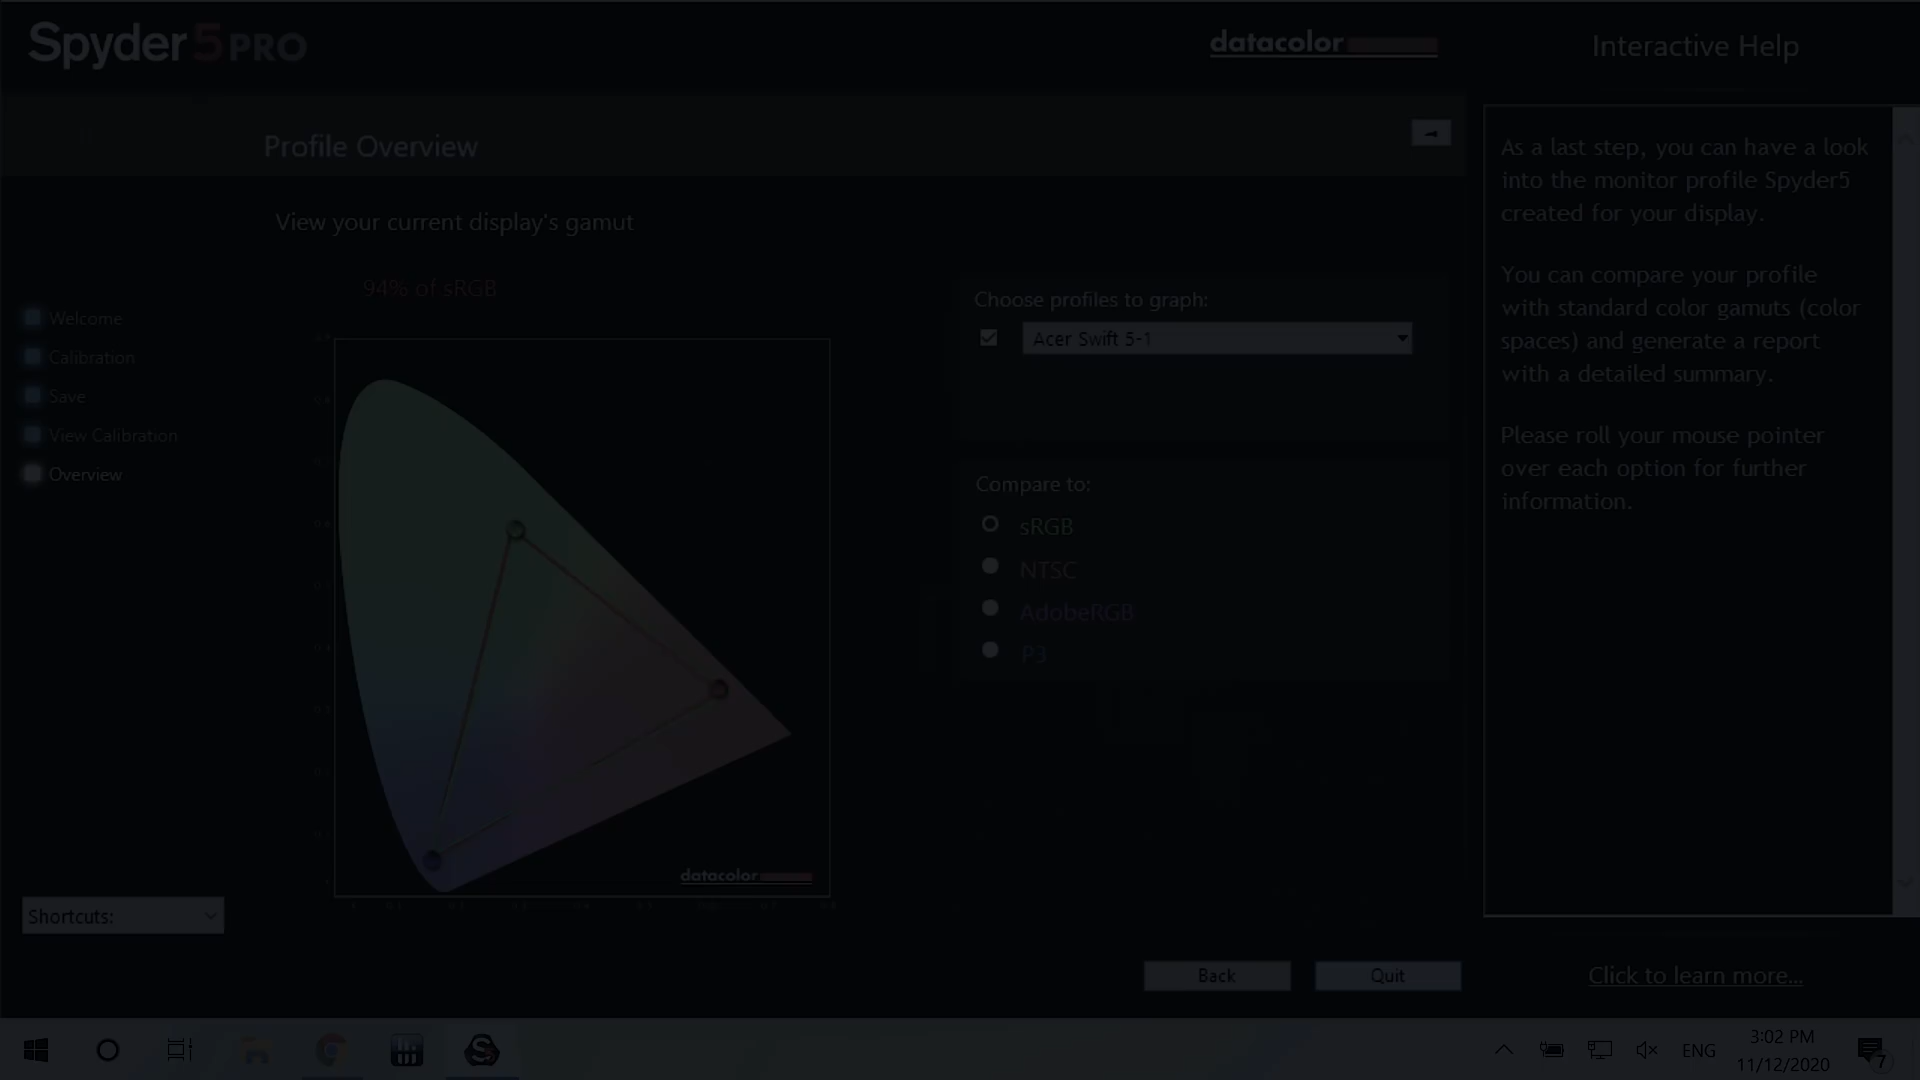 Spyder5PRO
datacolor
Interactive Help
Profile Overview
View your current display's gamut
94% of sRGB
Welcome
Calibration
Save
View Calibration
Overview
Choose profiles to graph:
Acer Swift 5-1
Compare to:
sRGB
NTSC
AdobeRGB
P3
datacolor
Shortcuts:
Back
Quit
As a last step, you can have a look
into the monitor profile Spyder5
created for your display.
You can compare your profile
with standard color gamuts (color
spaces) and generate a report
with a detailed summary.
Please roll your mouse pointer
over each option for further
information.
Click to learn more...
ENG
3:02 PM
11/12/2020
7